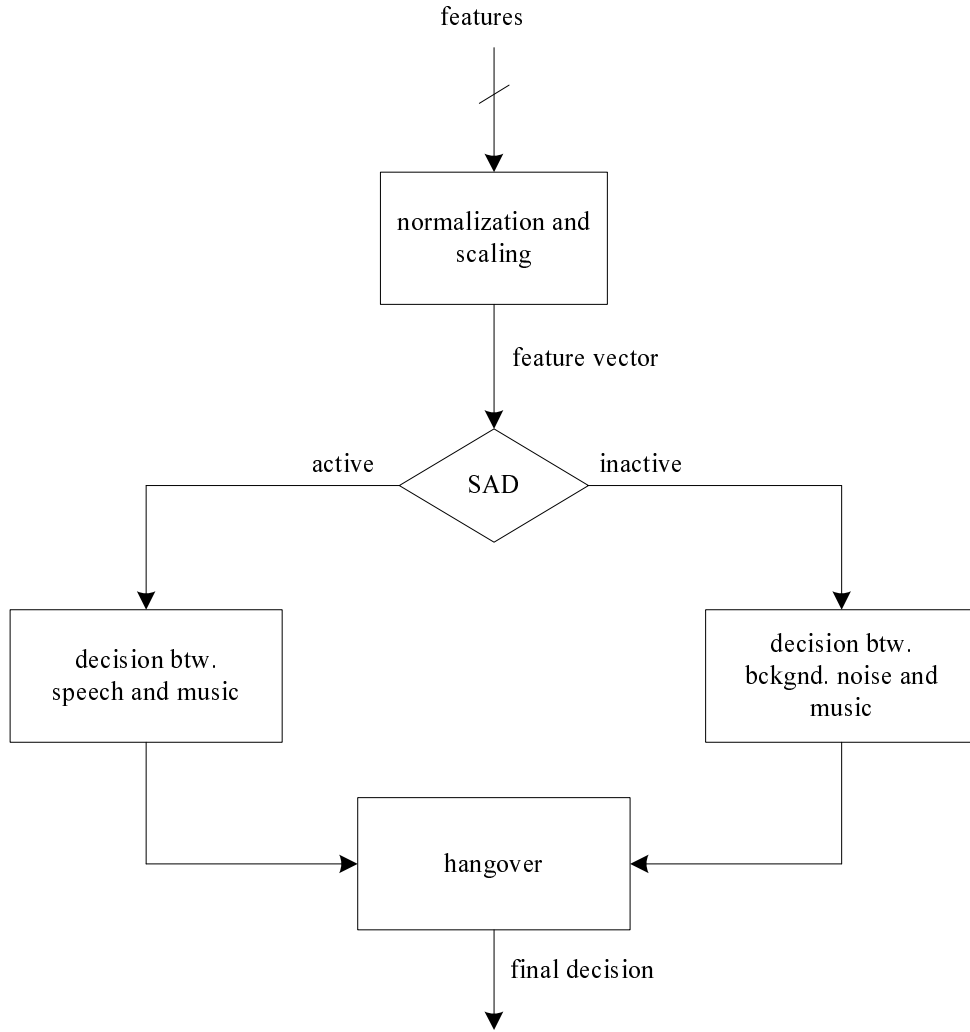 features
normalization and
scaling
feature vector
active
inactive
SAD
decision btw.
speech and music
decision btw.
bckgnd. noise and
music
hangover
final decision